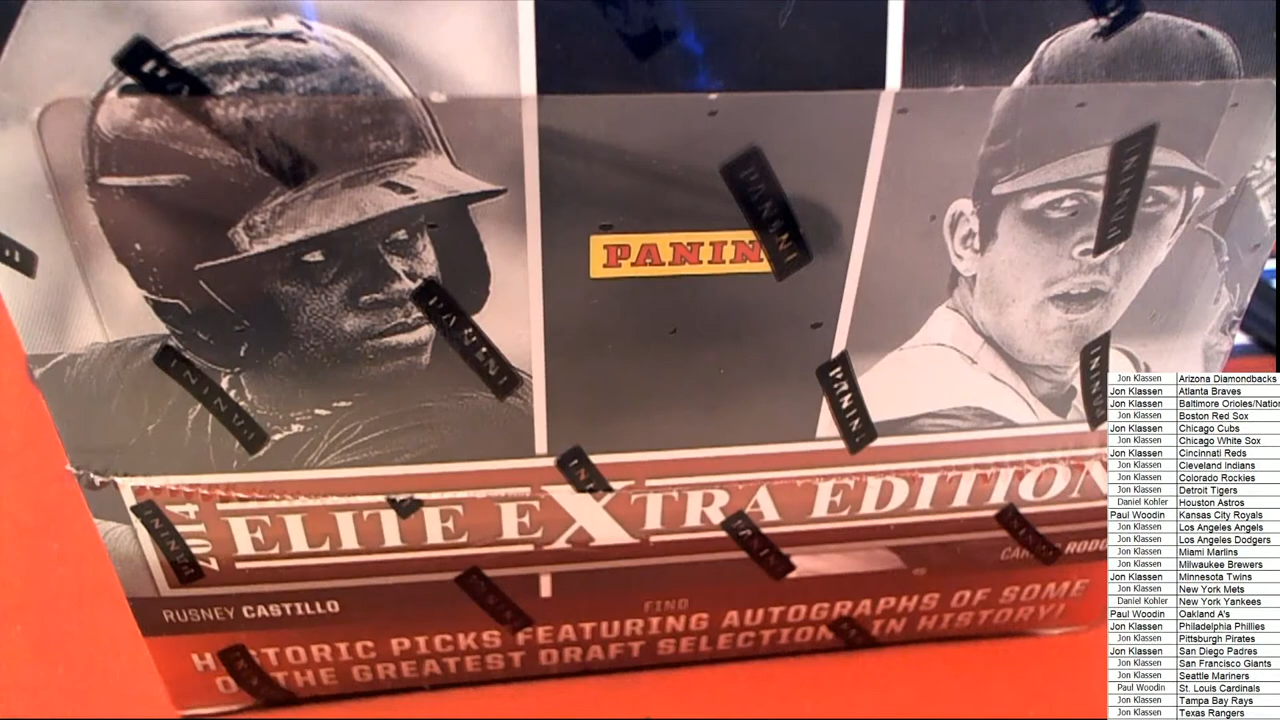 PANINI
PANINI
PANINI
PANINI
PANINI
PANINI
2014
ELITE EXTRA EDITION
RUSNEY CASTILLO
FIND
HISTORIC PICKS FEATURING AUTOGRAPHS OF SOME
OF THE GREATEST DRAFT SELECTIONS IN HISTORY!
Jon Klassen Arizona Diamondbacks
Jon Klassen Atlanta Braves
Jon Klassen Baltimore Orioles/Nation
Jon Klassen Boston Red Sox
Jon Klassen Chicago Cubs
Jon Klassen Chicago White Sox
Jon Klassen Cincinnati Reds
Jon Klassen Cleveland Indians
Jon Klassen Colorado Rockies
Jon Klassen Detroit Tigers
Daniel Kohler Houston Astros
Paul Woodin Kansas City Royals
Jon Klassen Los Angeles Angels
Jon Klassen Los Angeles Dodgers
Jon Klassen Miami Marlins
Jon Klassen Milwaukee Brewers
Jon Klassen Minnesota Twins
Jon Klassen New York Mets
Daniel Kohler New York Yankees
Paul Woodin Oakland A's
Jon Klassen Philadelphia Phillies
Jon Klassen Pittsburgh Pirates
Jon Klassen San Diego Padres
Jon Klassen San Francisco Giants
Jon Klassen Seattle Mariners
Paul Woodin St. Louis Cardinals
Jon Klassen Tampa Bay Rays
Jon Klassen Texas Rangers